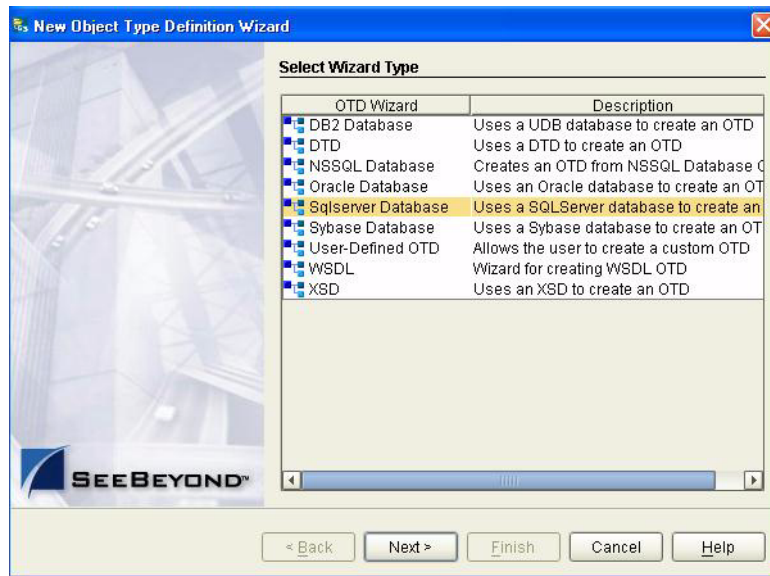 New Object Type Definition Wizard
Select Wizard Type
OTD Wizard Description
DB2 Database Uses a UDB database to create an OTD
DTD Uses a DTD to create an OTD
NSSQL Database Creates an OTD from NSSQL Database
Oracle Database Uses an Oracle database to create an OT
Sqlserver Database Uses a SQLServer database to create an
Sybase Database Uses a Sybase database to create an OT
User-Defined OTD Allows the user to create a custom OTD
WSDL Wizard for creating WSDL OTD
XSD Uses an XSD to create an OTD
SEEBEYOND™
< Back Next > Finish Cancel Help